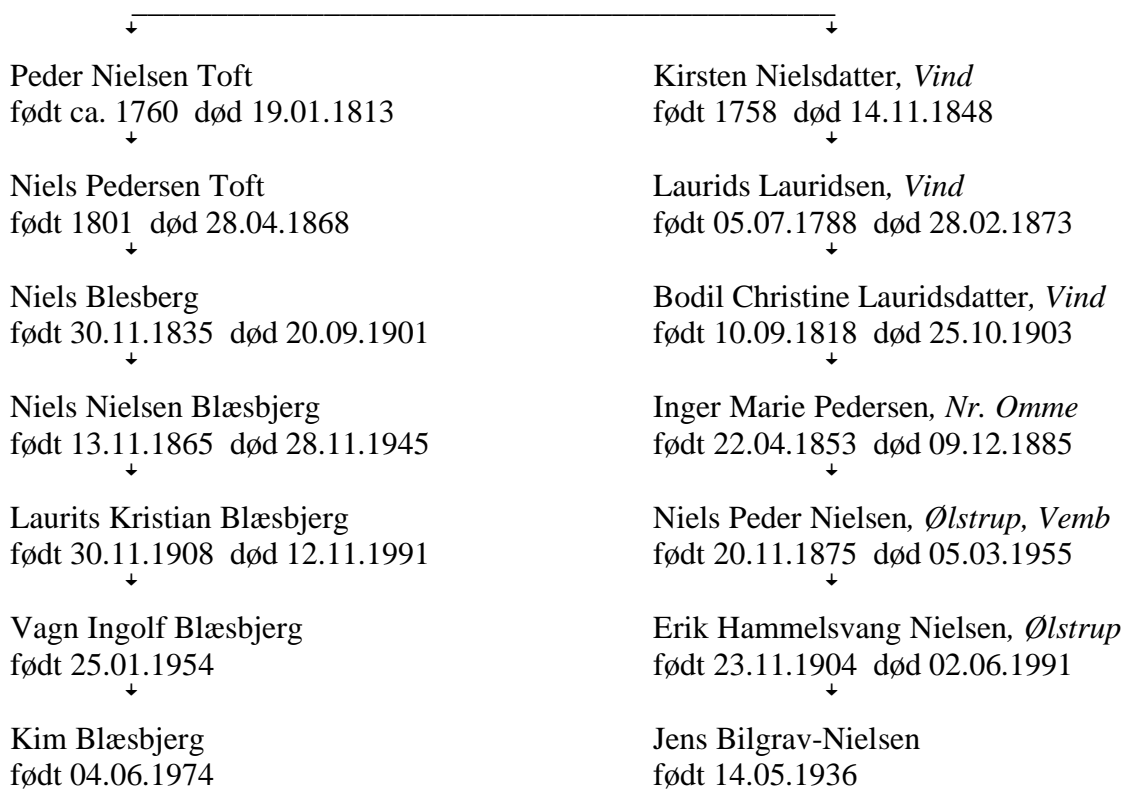 Peder Nielsen Toft
født ca. 1760 død 19.01.1813
Niels Pedersen Toft
født 1801 død 28.04.1868
Niels Blesberg
født 30.11.1835 død 20.09.1901
Niels Nielsen Blæsbjerg
født 13.11.1865 død 28.11.1945
Laurits Kristian Blæsbjerg
født 30.11.1908 død 12.11.1991
Vagn Ingolf Blæsbjerg
født 25.01.1954
Kim Blæsbjerg
født 04.06.1974
Kirsten Nielsdatter, Vind
født 1758 død 14.11.1848
Laurids Lauridsen, Vind
født 05.07.1788 død 28.02.1873
Bodil Christine Lauridsdatter, Vind
født 10.09.1818 død 25.10.1903
Inger Marie Pedersen, Nr. Omme
født 22.04.1853 død 09.12.1885
Niels Peder Nielsen, Ølstrup, Vemb
født 20.11.1875 død 05.03.1955
Erik Hammelsvang Nielsen, Ølstrup
født 23.11.1904 død 02.06.1991
Jens Bilgrav-Nielsen
født 14.05.1936